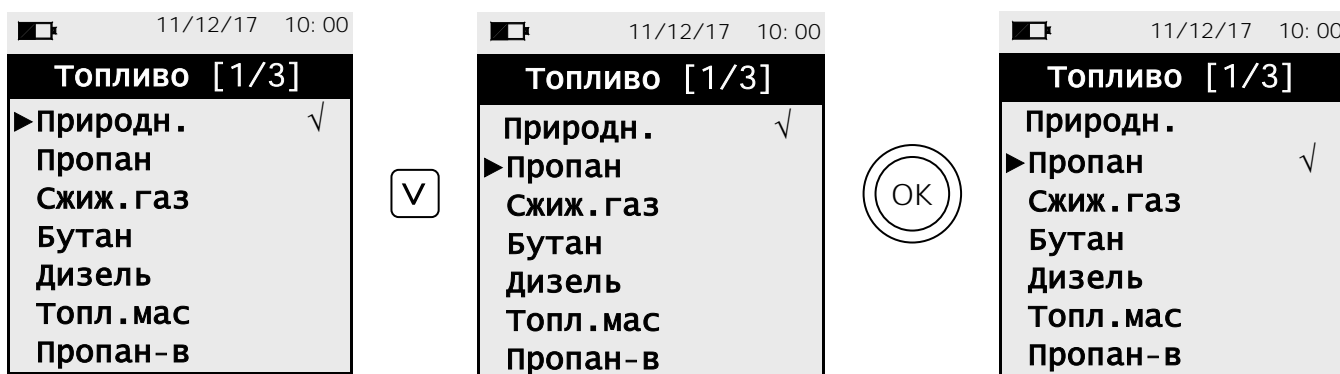 11/12/17 10:00
Топливо [1/3]
▶Природн. √
Пропан
Сжиж.газ
Бутан
Дизель
Топл.мас
Пропан-в
V
11/12/17 10:00
Топливо [1/3]
Природн. √
▶Пропан
Сжиж.газ
Бутан
Дизель
Топл.мас
Пропан-в
OK
11/12/17 10:00
Топливо [1/3]
Природн.
▶Пропан √
Сжиж.газ
Бутан
Дизель
Топл.мас
Пропан-в